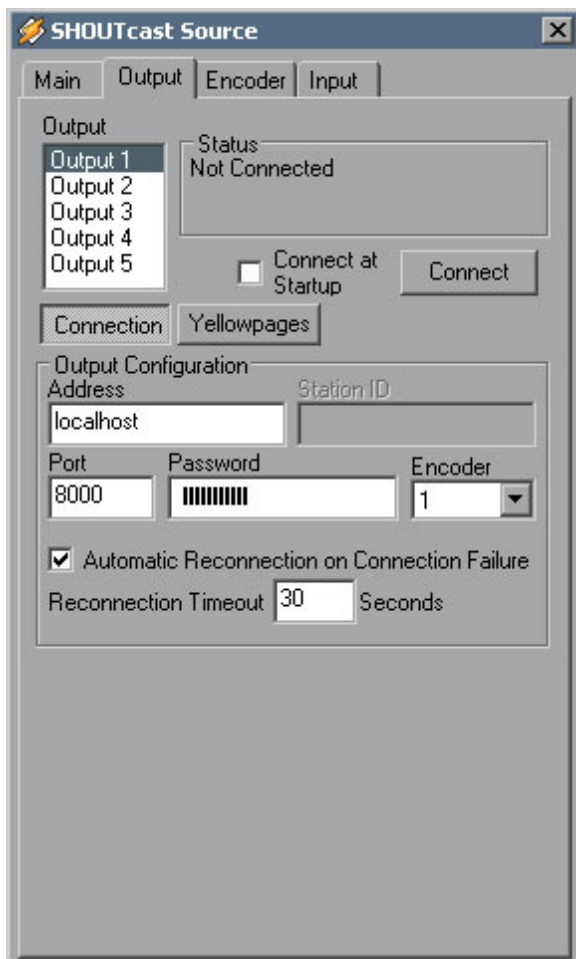 SHOUTcast Source
Main Output Encoder Input
Output
Output 1
Output 2
Output 3
Output 4
Output 5
Status
Not Connected
Connect at
Startup
Connect
Connection Yellowpages
Output Configuration
Address Station ID
localhost
Port Password Encoder
8000 1
Automatic Reconnection on Connection Failure
Reconnection Timeout 30 Seconds